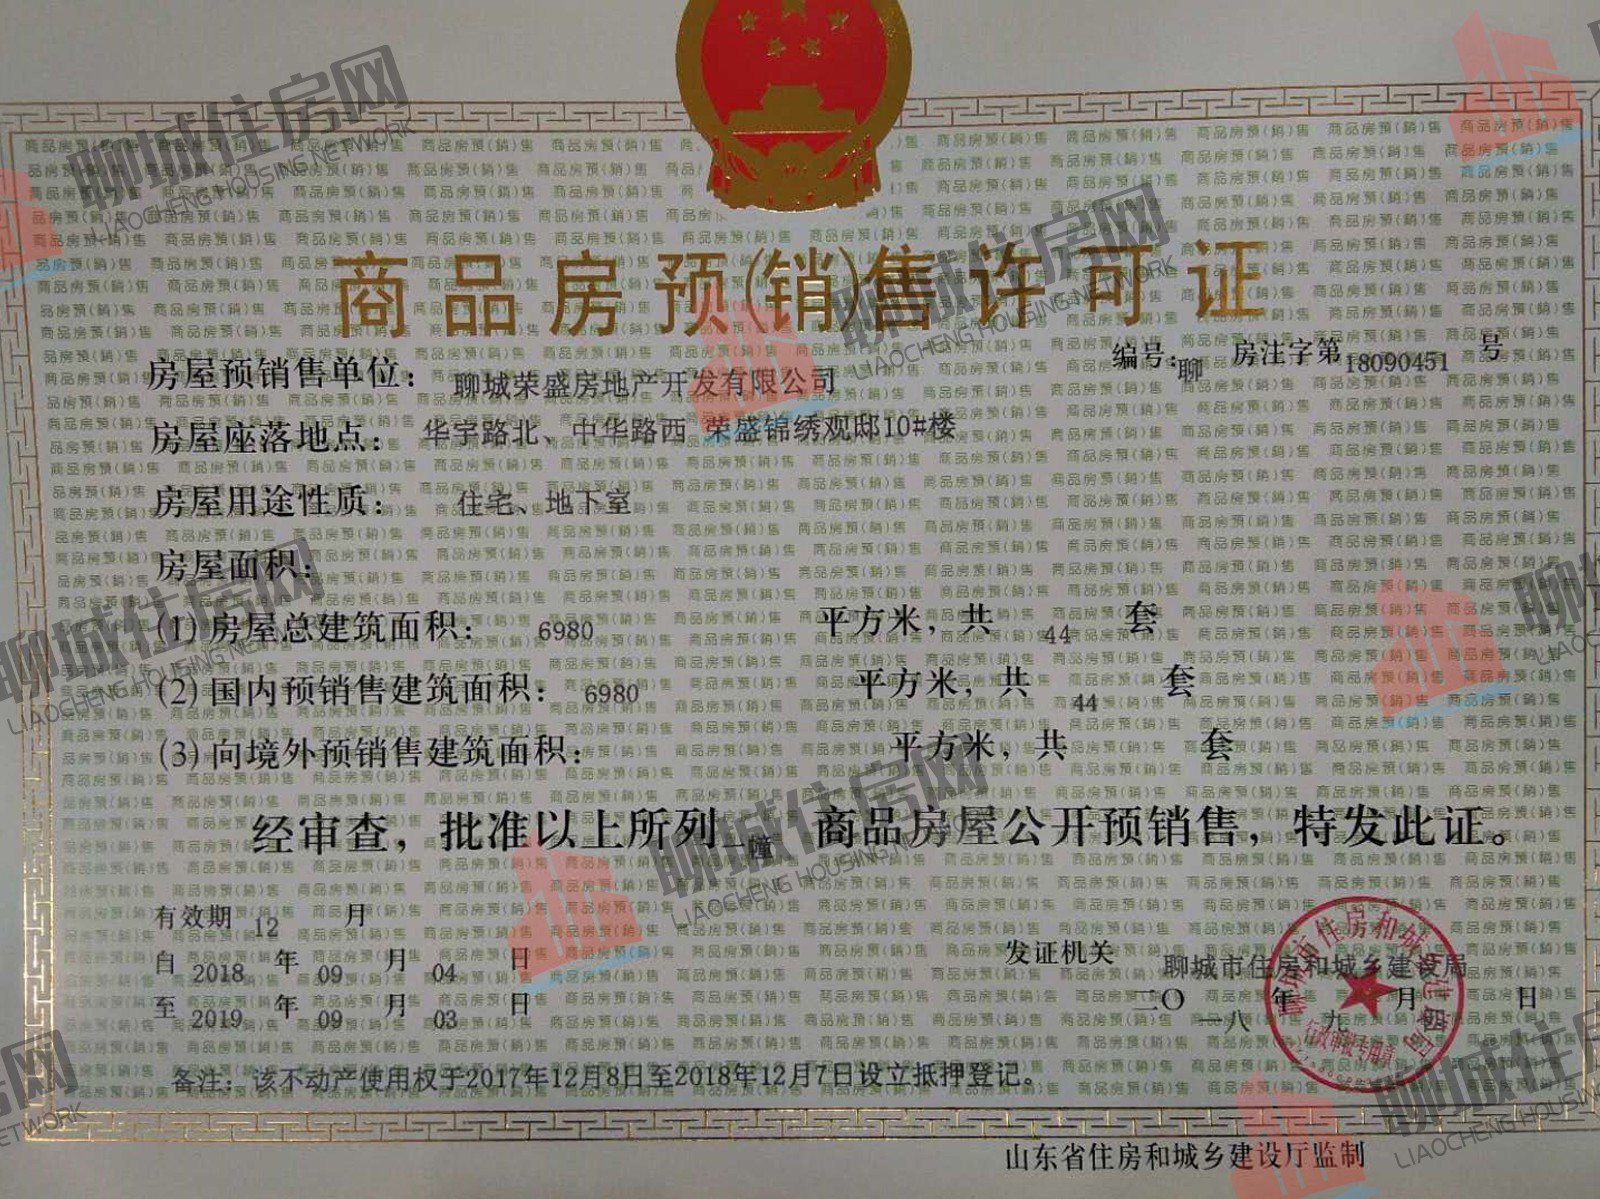 商品房预(销)售许可证
编号:聊 房注字第18090451 号
房屋预销售单位: 聊城荣盛房地产开发有限公司
房屋座落地点: 华宇路北、中华路西 荣盛锦绣观邸10#楼
房屋用途性质: 住宅、地下室
房屋面积:
(1)房屋总建筑面积: 6980 平方米,共 44 套
(2)国内预销售建筑面积: 6980 平方米,共 44 套
(3)向境外预销售建筑面积: 平方米,共 套
经审查,批准以上所列 幢 商品房屋公开预销售,特发此证。
有效期 12 月
自 2018 年 09 月 04 日
至 2019 年 09 月 03 日
发证机关 聊城市住房和城乡建设局
二〇一八 年 九 月 四 日
备注:该不动产使用权于2017年12月8日至2018年12月7日设立抵押登记。
山东省住房和城乡建设厅监制
聊城住房网
LIAOCHENG HOUSING NETWORK